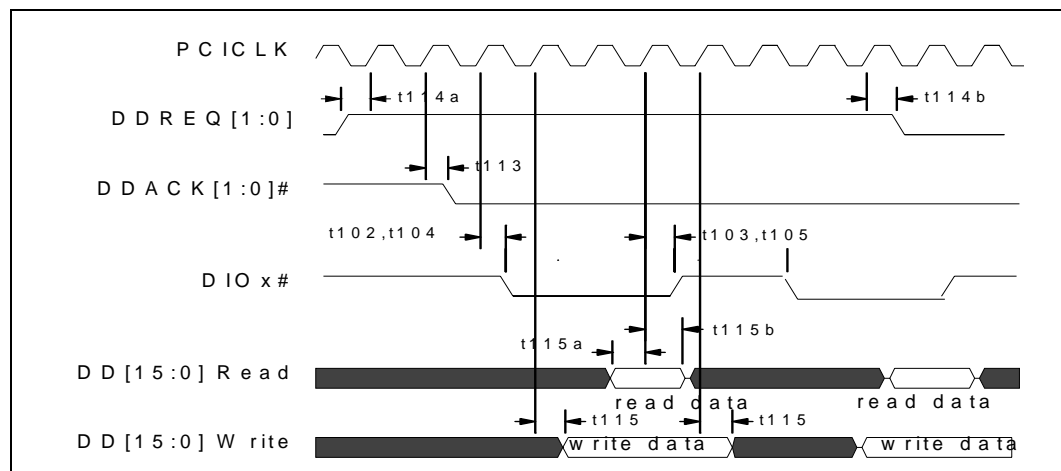 PCICLK
t114a
t114b
DDREQ[1:0]
t113
DDACK[1:0]#
t102,t104
t103,t105
DIOx#
t115b
t115a
DD[15:0] Read
read data
read data
t115
t115
DD[15:0] Write
write data
write data